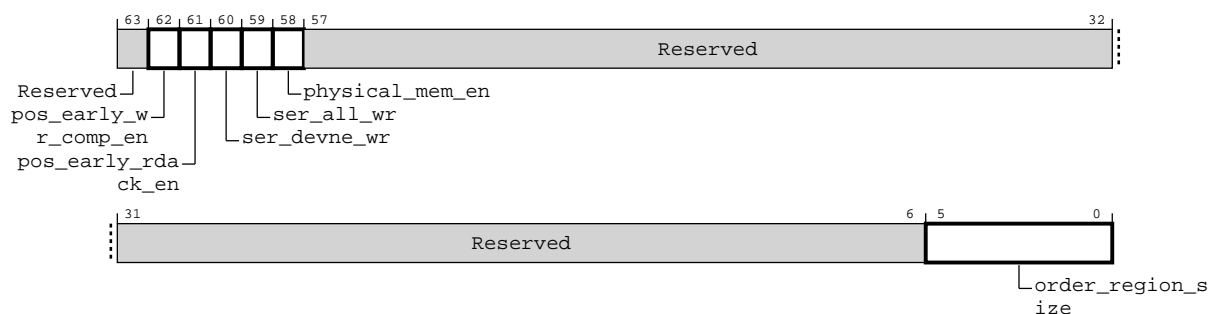 63 62 61 60 59 58 57 32
Reserved
Reserved
physical_mem_en
pos_early_w
r_comp_en
ser_all_wr
ser_devne_wr
pos_early_rda
ck_en
31 6 5 0
Reserved
order_region_s
ize